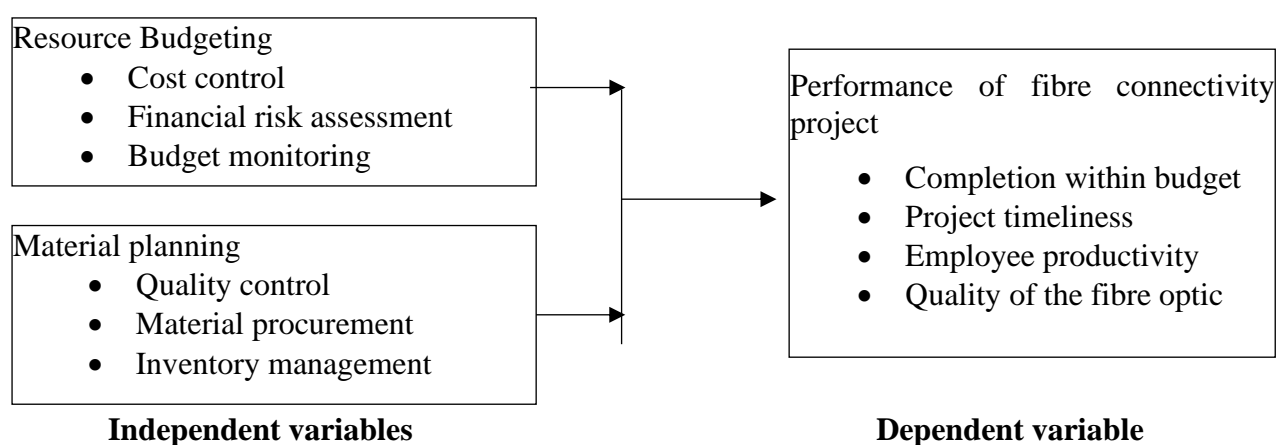 Resource Budgeting
• Cost control
• Financial risk assessment
• Budget monitoring
Material planning
• Quality control
• Material procurement
• Inventory management
Independent variables
Performance of fibre connectivity
project
• Completion within budget
• Project timeliness
• Employee productivity
• Quality of the fibre optic
Dependent variable